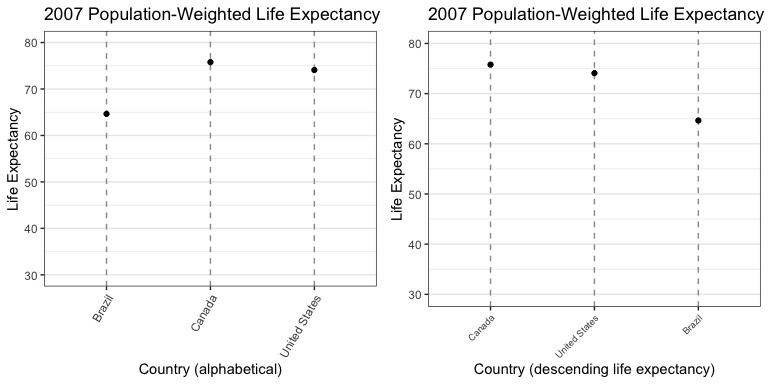 2007 Population-Weighted Life Expectancy
Life Expectancy
80
70
60
50
40
30
Brazil
Canada
United States
Country (alphabetical)
2007 Population-Weighted Life Expectancy
Life Expectancy
80
70
60
50
40
30
Canada
United States
Brazil
Country (descending life expectancy)